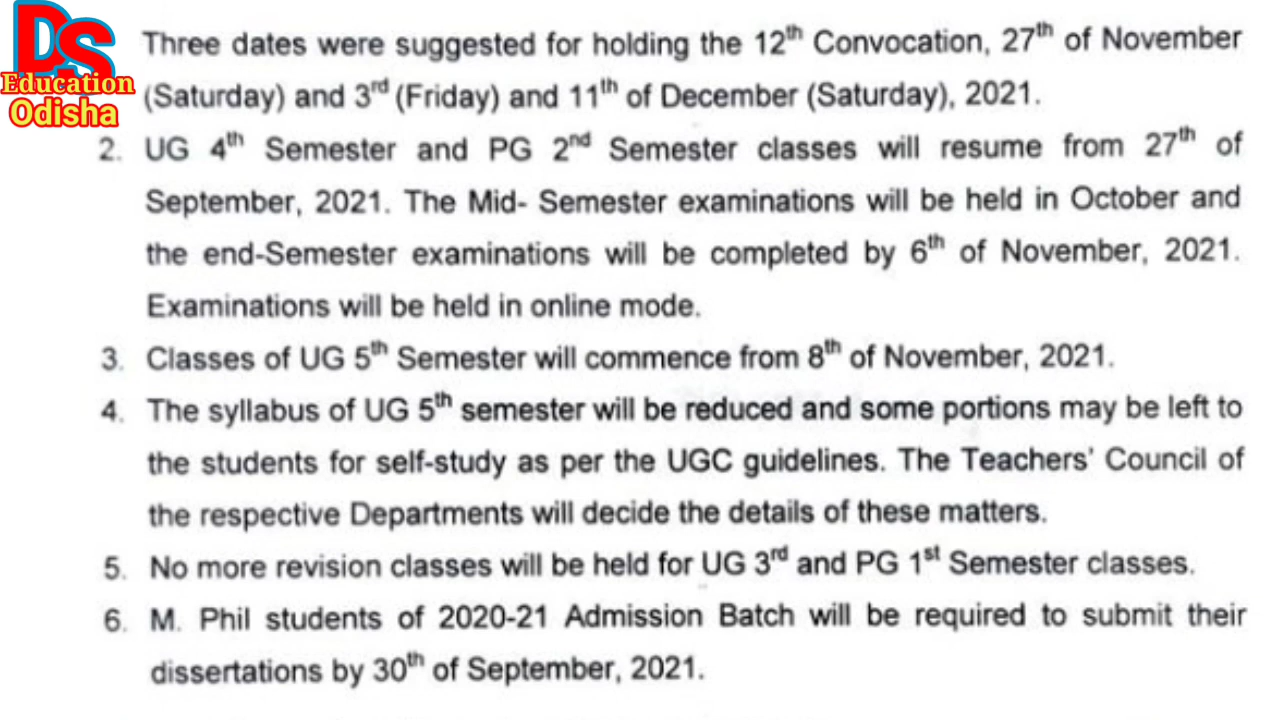 DS
Education
Odisha
Three dates were suggested for holding the 12th Convocation, 27th of November
(Saturday) and 3rd (Friday) and 11th of December (Saturday), 2021.
2. UG 4th Semester and PG 2nd Semester classes will resume from 27th of
September, 2021. The Mid- Semester examinations will be held in October and
the end-Semester examinations will be completed by 6th of November, 2021.
Examinations will be held in online mode.
3. Classes of UG 5th Semester will commence from 8th of November, 2021.
4. The syllabus of UG 5th semester will be reduced and some portions may be left to
the students for self-study as per the UGC guidelines. The Teachers' Council of
the respective Departments will decide the details of these matters.
5. No more revision classes will be held for UG 3rd and PG 1st Semester classes.
6. M. Phil students of 2020-21 Admission Batch will be required to submit their
dissertations by 30th of September, 2021.